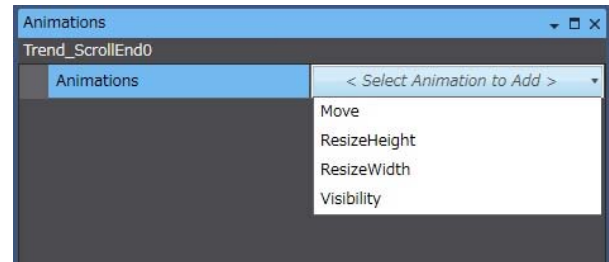 Animations
Trend_ScrollEnd0
Animations
< Select Animation to Add >
Move
ResizeHeight
ResizeWidth
Visibility